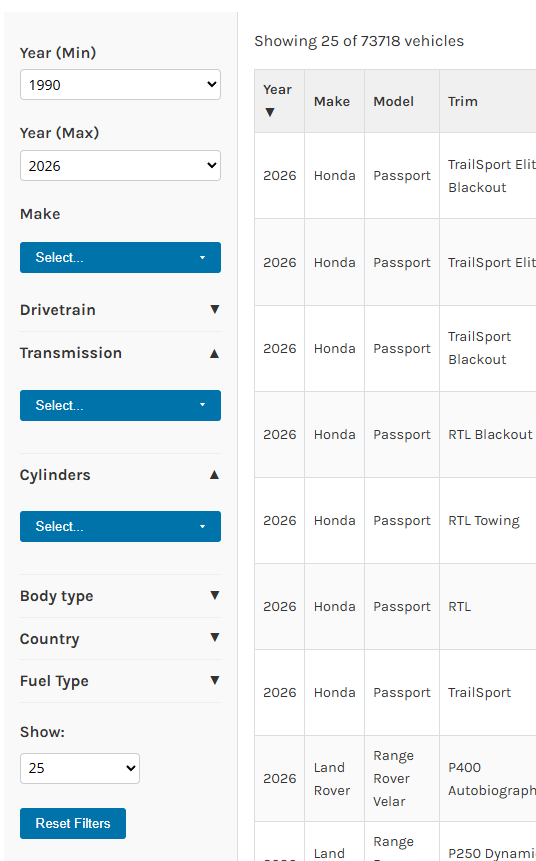 Year (Min)
1990
Year (Max)
2026
Make
Select...
Drivetrain ▼
Transmission ▲
Select...
Cylinders ▲
Select...
Body type ▼
Country ▼
Fuel Type ▼
Show:
25
Reset Filters
Showing 25 of 73718 vehicles
Year ▼ Make Model Trim
2026 Honda Passport TrailSport Elit
Blackout
2026 Honda Passport TrailSport Elit
2026 Honda Passport TrailSport
Blackout
2026 Honda Passport RTL Blackout
2026 Honda Passport RTL Towing
2026 Honda Passport RTL
2026 Honda Passport TrailSport
2026 Land Rover Range Rover Velar P400
Autobiograph
Land Range P250 Dynami